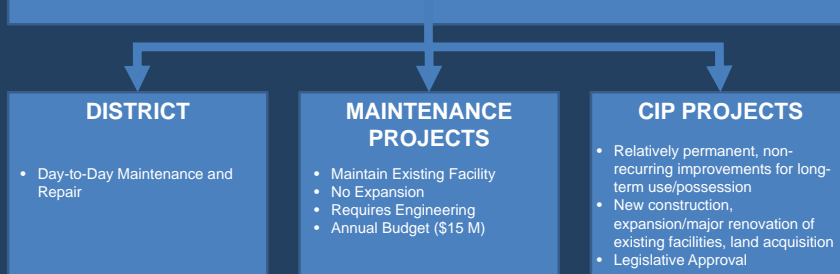 DISTRICT
• Day-to-Day Maintenance and
Repair
MAINTENANCE
PROJECTS
• Maintain Existing Facility
• No Expansion
• Requires Engineering
• Annual Budget ($15 M)
CIP PROJECTS
• Relatively permanent, non-
recurring improvements for long-
term use/possession
• New construction,
expansion/major renovation of
existing facilities, land acquisition
• Legislative Approval